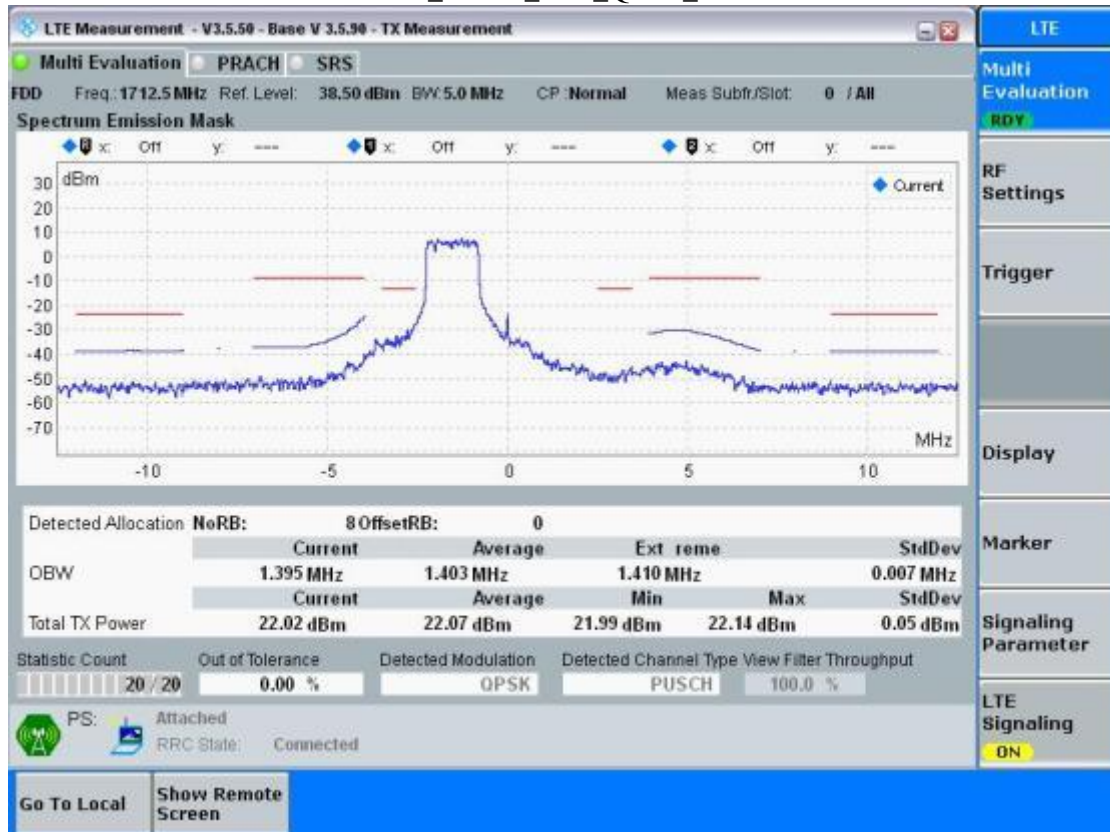 LTE Measurement - V3.5.50 - Base V 3.5.90 - TX Measurement
LTE
Multi Evaluation PRACH SRS
Multi Evaluation
RDY
FDD Freq.: 1712.5 MHz Ref. Level: 38.50 dBm BW: 5.0 MHz CP :Normal Meas Subfr./Slot: 0 / All
Spectrum Emission Mask
x: Off y: --- x: Off y: --- x: Off y: ---
dBm
Current
30
20
10
0
-10
-20
-30
-40
-50
-60
-70
MHz
-10 -5 0 5 10
RF Settings
Trigger
Display
Marker
Signaling Parameter
LTE Signaling
ON
Detected Allocation NoRB: 8 OffsetRB: 0
Current Average Ext reme StdDev
OBW 1.395 MHz 1.403 MHz 1.410 MHz 0.007 MHz
Current Average Min Max StdDev
Total TX Power 22.02 dBm 22.07 dBm 21.99 dBm 22.14 dBm 0.05 dBm
Statistic Count Out of Tolerance Detected Modulation Detected Channel Type View Filter Throughput
20 / 20 0.00 % QPSK PUSCH 100.0 %
PS: Attached
RRC State: Connected
Go To Local
Show Remote Screen